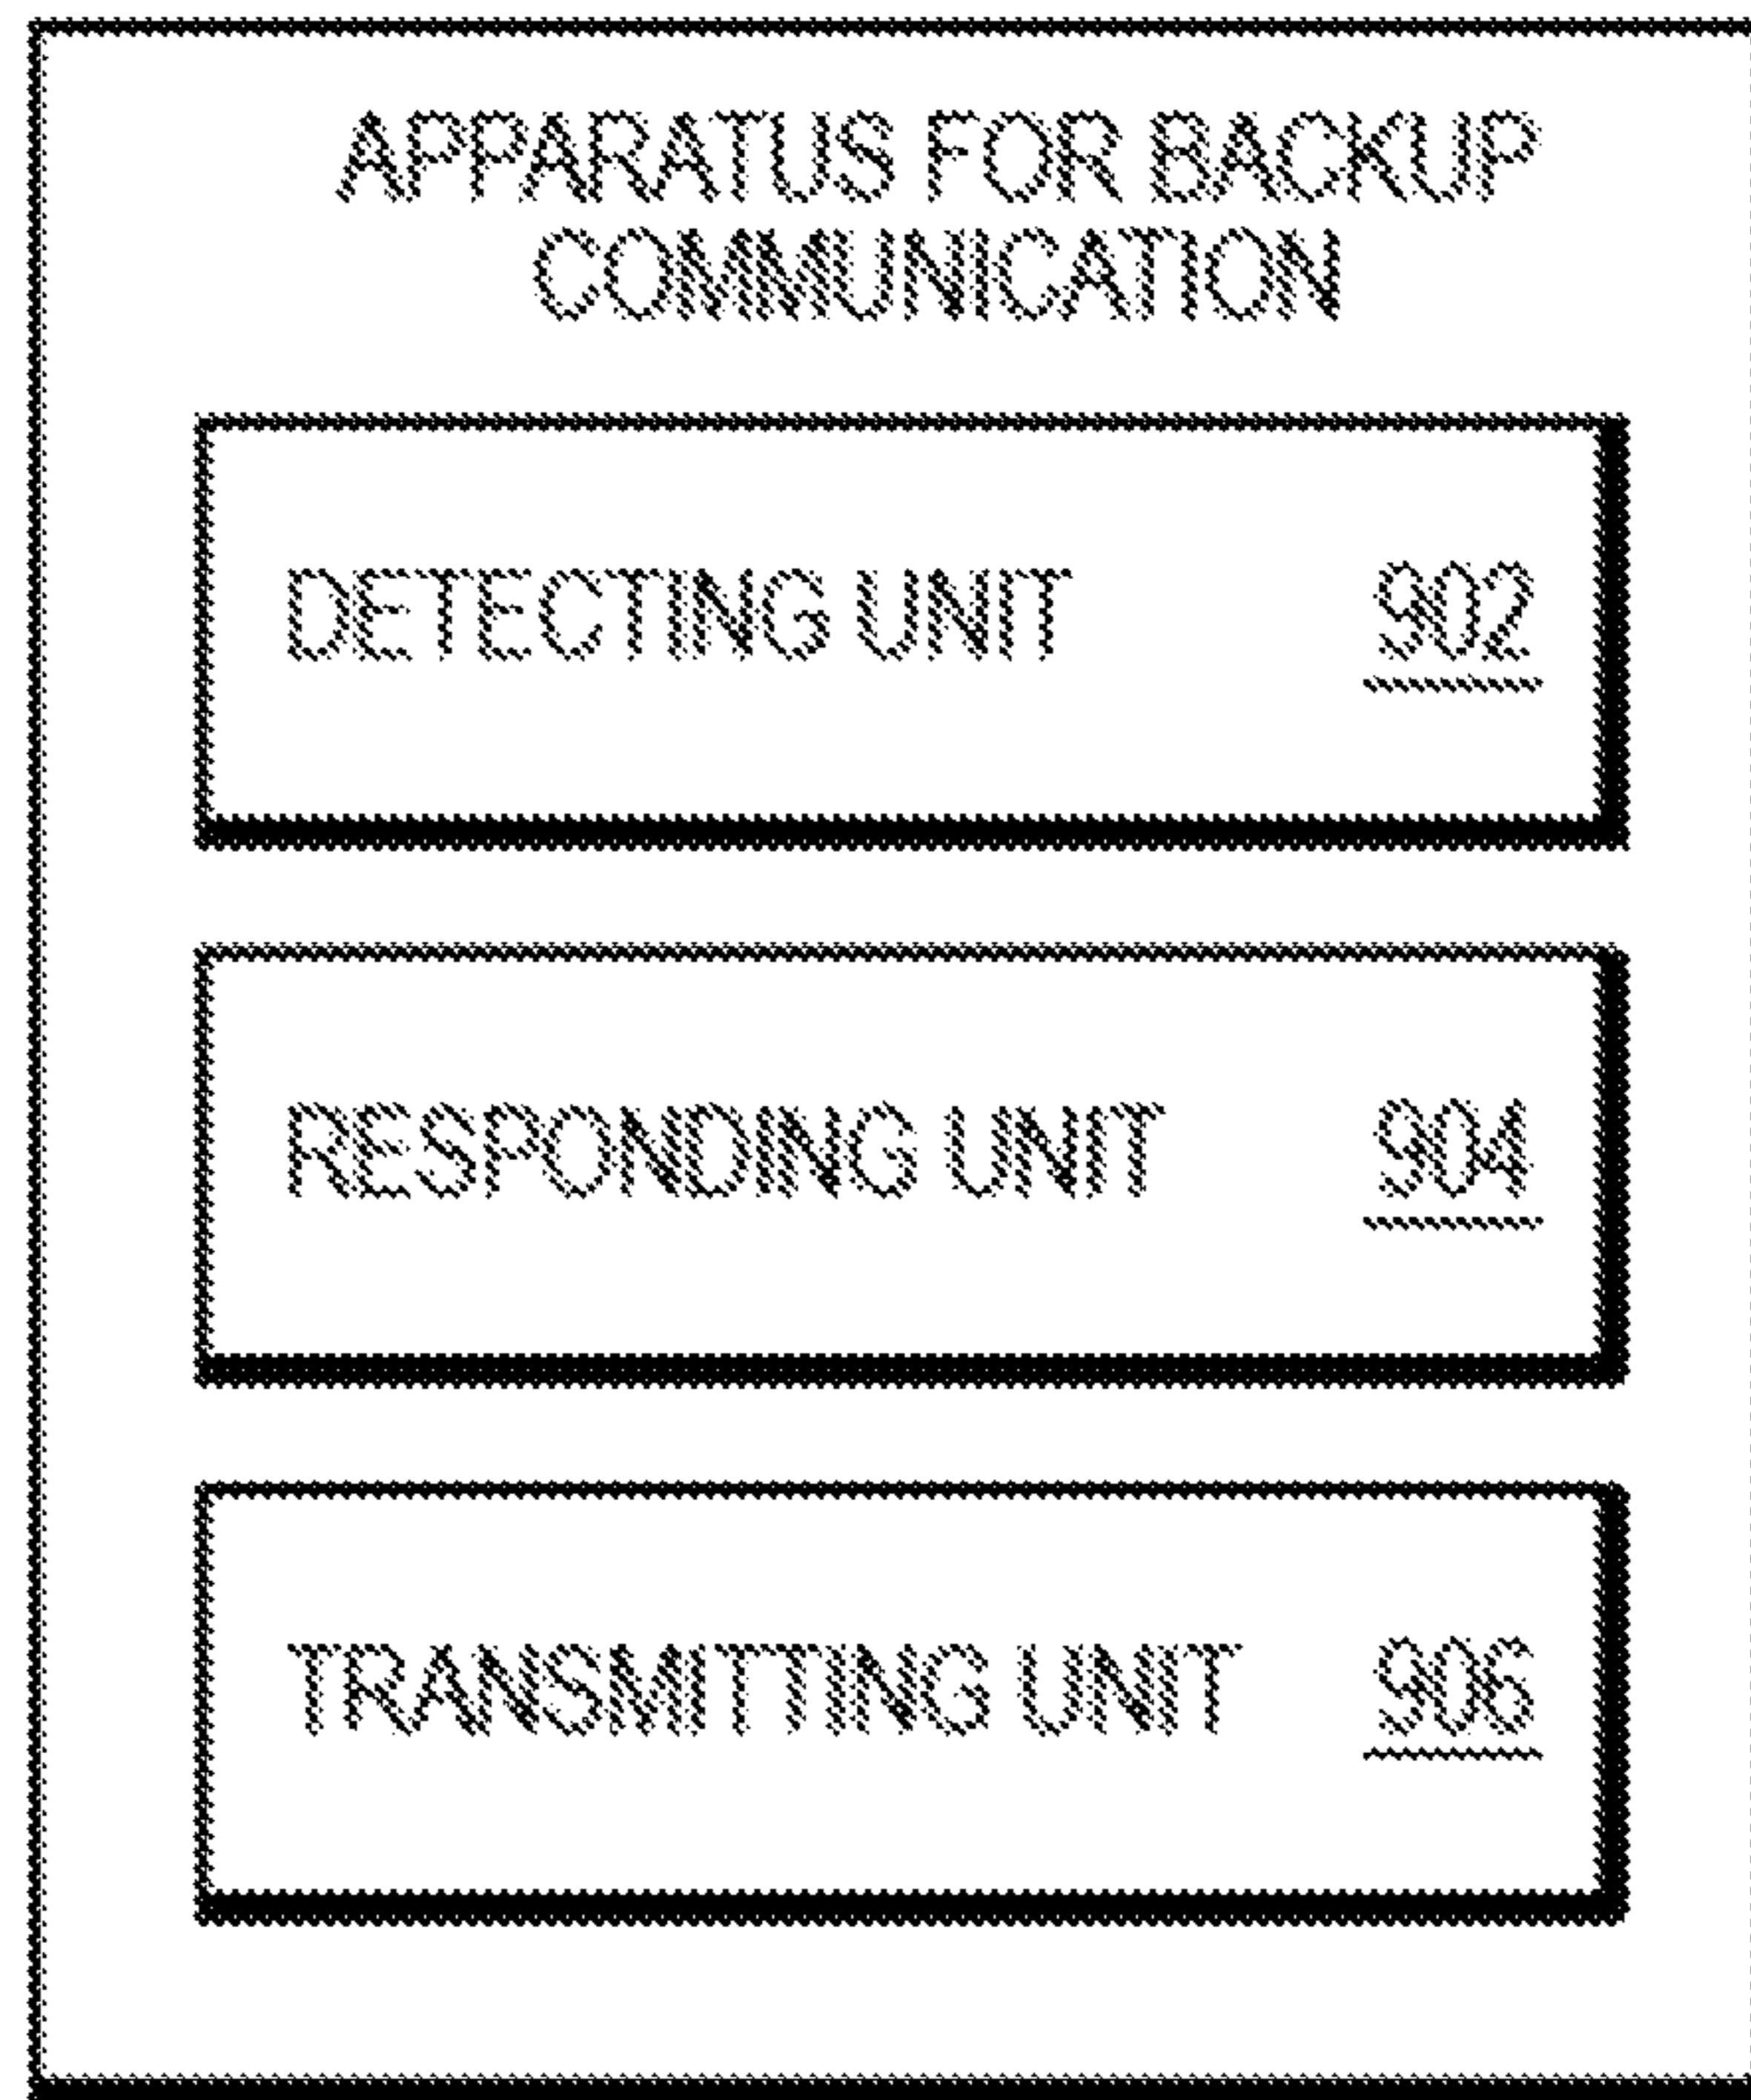 APPARATUS FOR BACKUP
COMMUNICATION
DETECTING UNIT 902
RESPONDING UNIT 904
TRANSMITTING UNIT 906